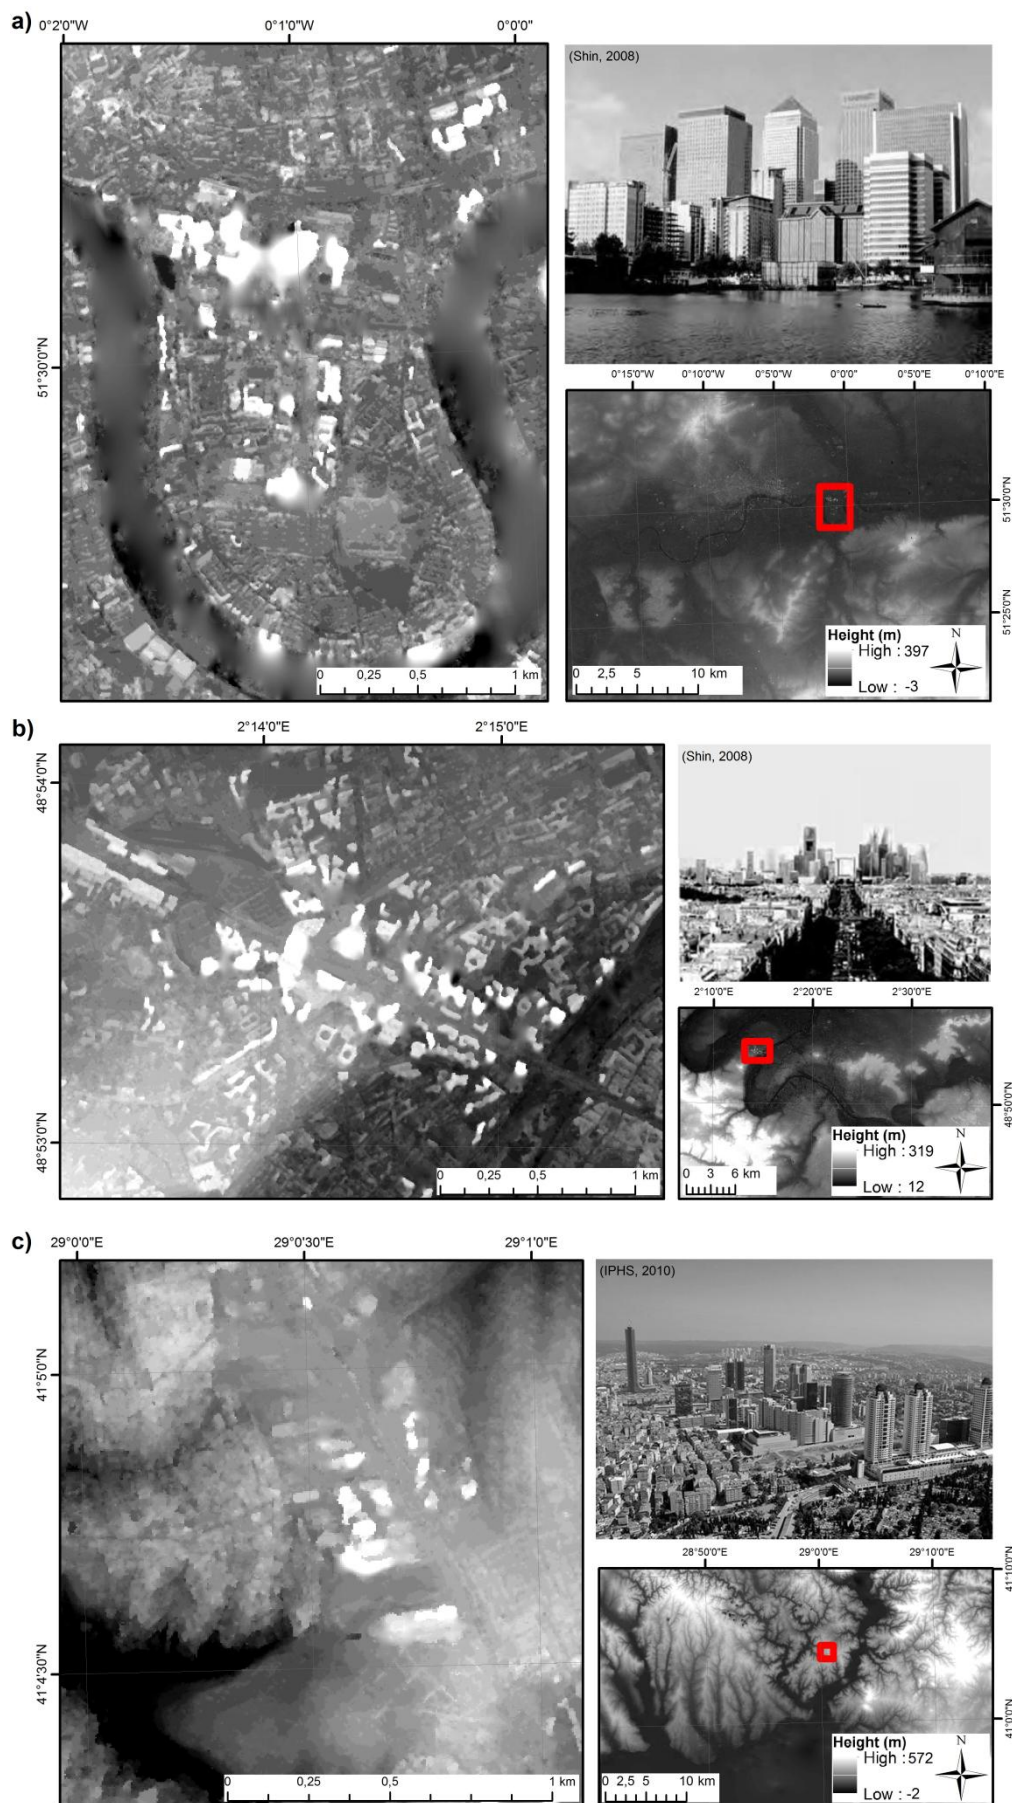 a)
0°2'0"W 0°1'0"W 0°0'0"
51°30'0"N
0 0,25 0,5 1 km
(Shin, 2008)
0°15'0"W 0°10'0"W 0°5'0"W 0°0'0" 0°5'0"E 0°10'0"E
51°30'0"N
51°25'0"N
Height (m)
High : 397
Low : -3
N
0 2,5 5 10 km
b)
2°14'0"E 2°15'0"E
48°54'0"N
48°53'0"N
0 0,25 0,5 1 km
(Shin, 2008)
2°10'0"E 2°20'0"E 2°30'0"E
48°50'0"N
Height (m)
High : 319
Low : 12
N
0 3 6 km
c)
29°0'0"E 29°0'30"E 29°1'0"E
41°5'0"N
41°4'30"N
0 0,25 0,5 1 km
(IPHS, 2010)
28°50'0"E 29°0'0"E 29°10'0"E
41°10'0"N
41°0'0"N
Height (m)
High : 572
Low : -2
N
0 2,5 5 10 km